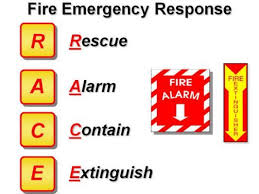 Fire Emergency Response
R Rescue
A Alarm
C Contain
E Extinguish
FIRE
ALARM
FIRE
EXTINGUISHER